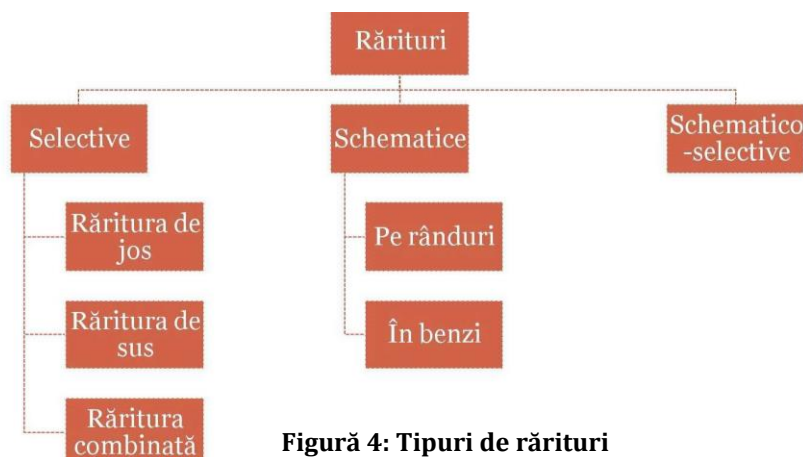 Rărituri
Selective
Schematice
Schematico
-selective
Răritura de
jos
Pe rânduri
Răritura de
sus
În benzi
Răritura
combinată
Figură 4: Tipuri de rărituri